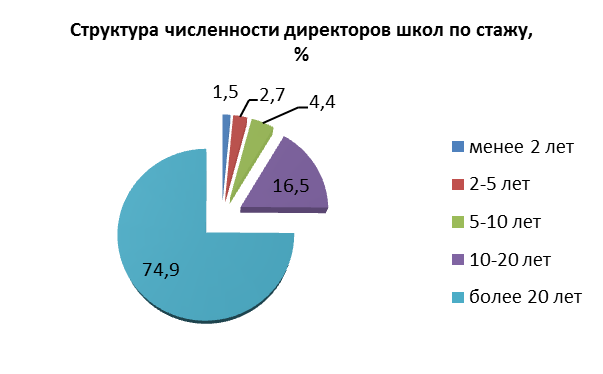 Структура численности директоров школ по стажу,
%
1,5
2,7
4,4
16,5
74,9
менее 2 лет
2-5 лет
5-10 лет
10-20 лет
более 20 лет